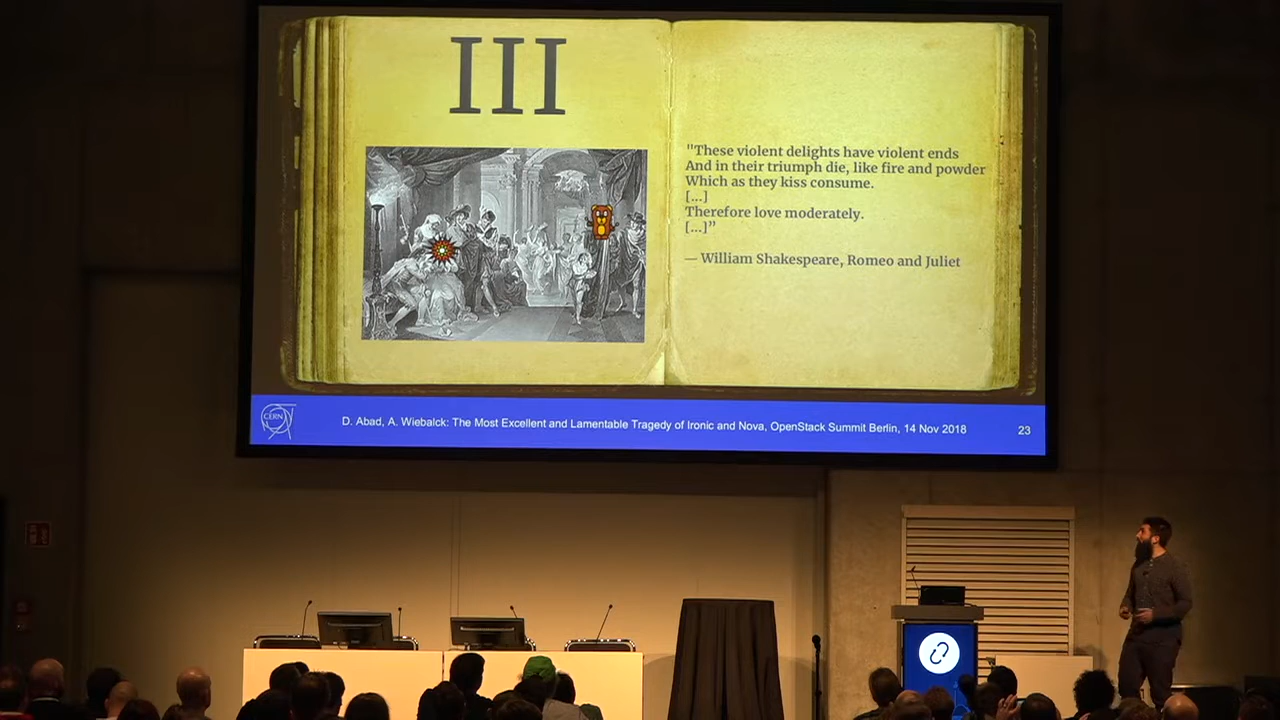 III
"These violent delights have violent ends
And in their triumph die, like fire and powder
Which as they kiss consume.
[...]
Therefore love moderately.
[...]”
— William Shakespeare, Romeo and Juliet
CERN
D. Abad, A. Wiebalck: The Most Excellent and Lamentable Tragedy of Ironic and Nova, OpenStack Summit Berlin, 14 Nov 2018
23